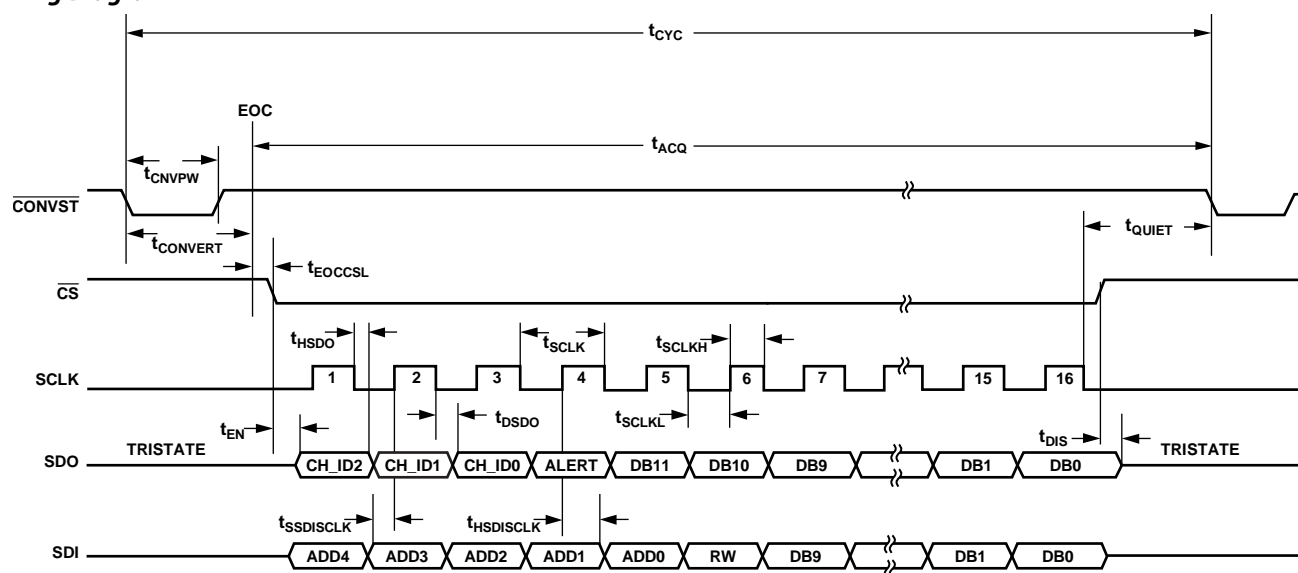 tCYC
EOC
tACQ
tCNVPW
CONVST
tCONVERT
tQUIET
tEOCCSL
CS
tHSDO
tSCLK
tSCLKH
SCLK 1 2 3 4 5 6 7 15 16
tEN
tDSDO
tSCLKL
tDIS
TRISTATE
TRISTATE
SDO CH_ID2 CH_ID1 CH_ID0 ALERT DB11 DB10 DB9 DB1 DB0
tSSDISCLK
tHSDISCLK
SDI ADD4 ADD3 ADD2 ADD1 ADD0 RW DB9 DB1 DB0